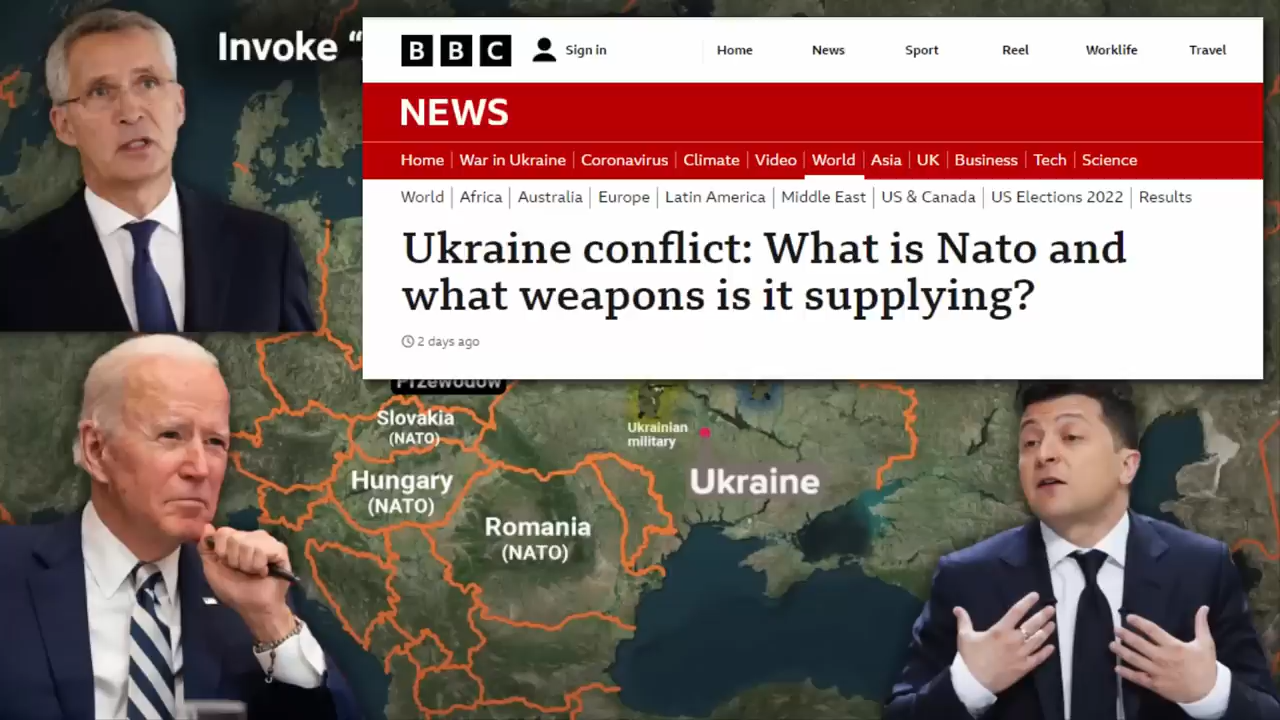 Invoke “
BBC
Sign in
Home
News
Sport
Reel
Worklife
Travel
NEWS
Home
War in Ukraine
Coronavirus
Climate
Video
World
Asia
UK
Business
Tech
Science
World
Africa
Australia
Europe
Latin America
Middle East
US & Canada
US Elections 2022
Results
Ukraine conflict: What is Nato and
what weapons is it supplying?
2 days ago
Przewodów
Slovakia
(NATO)
Ukrainian
military
Hungary
(NATO)
Ukraine
Romania
(NATO)